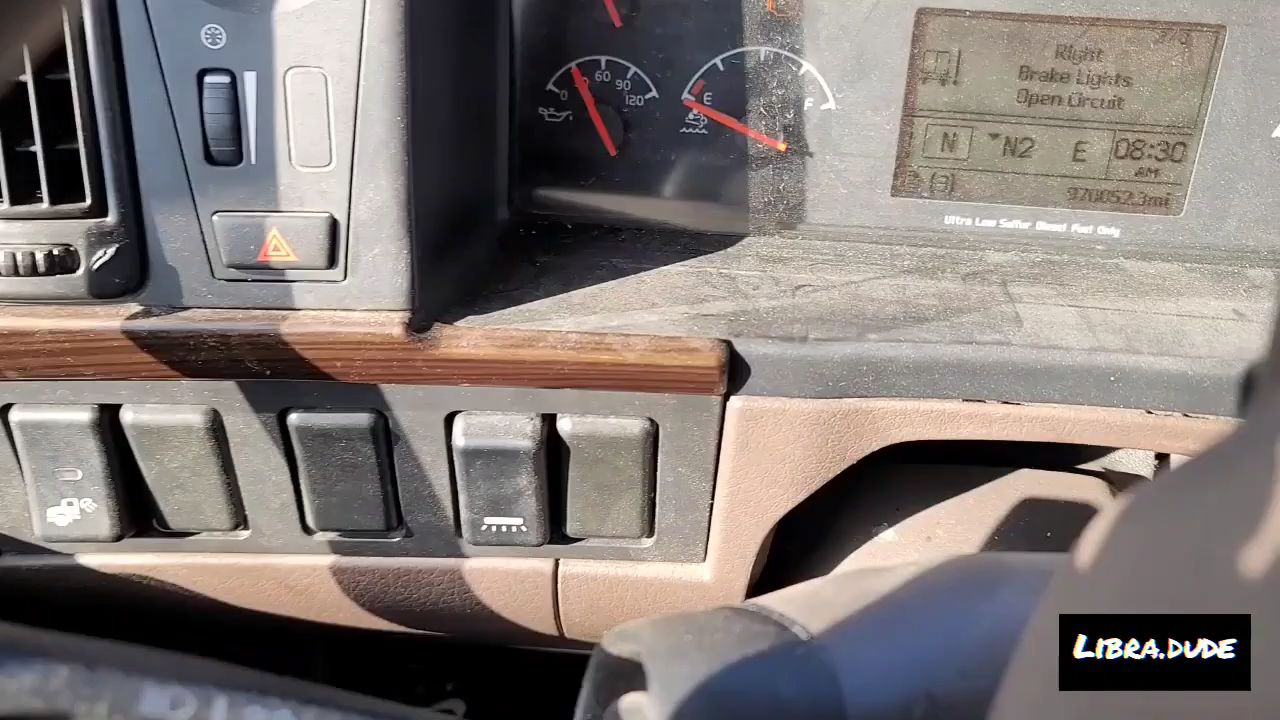 0
60
90
120
E
F
Right
Brake Lights
Open Circuit
N N2 E 08:30
AM
970052.3mi
Ultra Low Sulfur Diesel Fuel Only
LIBRA.DUDE